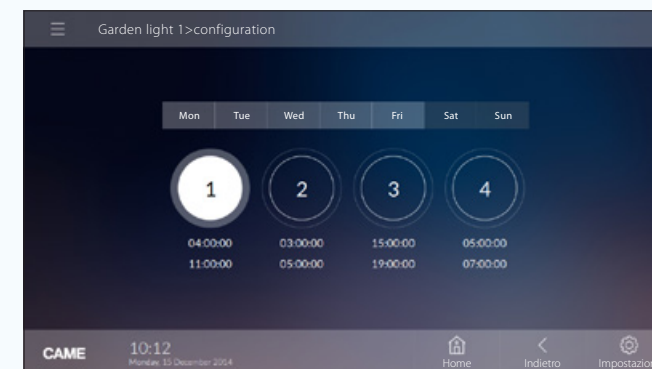 Garden light 1>configuration
Mon Tue Wed Thu Fri Sat Sun
1 2 3 4
04:00:00 03:00:00 15:00:00 05:00:00
11:00:00 05:00:00 19:00:00 07:00:00
CAME 10:12 Home Indietro Impostazion
Monday, 15 December 2014